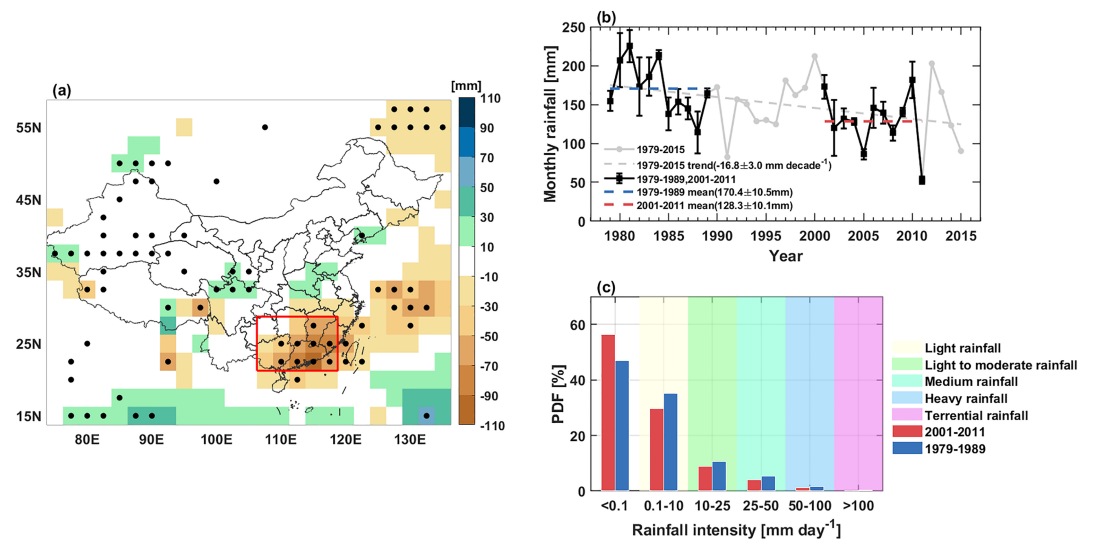 (a)
[mm]
110
90
70
50
30
10
-10
-30
-50
-70
-90
-110
55N
45N
35N
25N
15N
80E 90E 100E 110E 120E 130E
(b)
Monthly rainfall [mm]
250
200
150
100
50
0
1979-2015
1979-2015 trend(-16.8±3.0 mm decade-1)
1979-1989,2001-2011
1979-1989 mean(170.4±10.5mm)
2001-2011 mean(128.3±10.1mm)
1980 1985 1990 1995 2000 2005 2010 2015
Year
(c)
PDF [%]
60
40
20
0
<0.1 0.1-10 10-25 25-50 50-100 >100
Rainfall intensity [mm day-1]
Light rainfall
Light to moderate rainfall
Medium rainfall
Heavy rainfall
Terrential rainfall
2001-2011
1979-1989